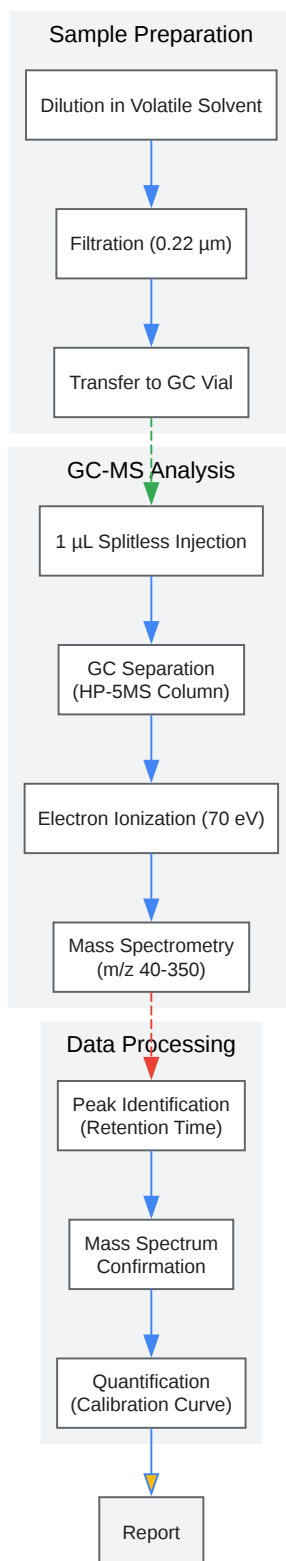 Sample Preparation
Dilution in Volatile Solvent
Filtration (0.22 µm)
Transfer to GC Vial
GC-MS Analysis
1 µL Splitless Injection
GC Separation
(HP-5MS Column)
Electron Ionization (70 eV)
Mass Spectrometry
(m/z 40-350)
Data Processing
Peak Identification
(Retention Time)
Mass Spectrum
Confirmation
Quantification
(Calibration Curve)
Report